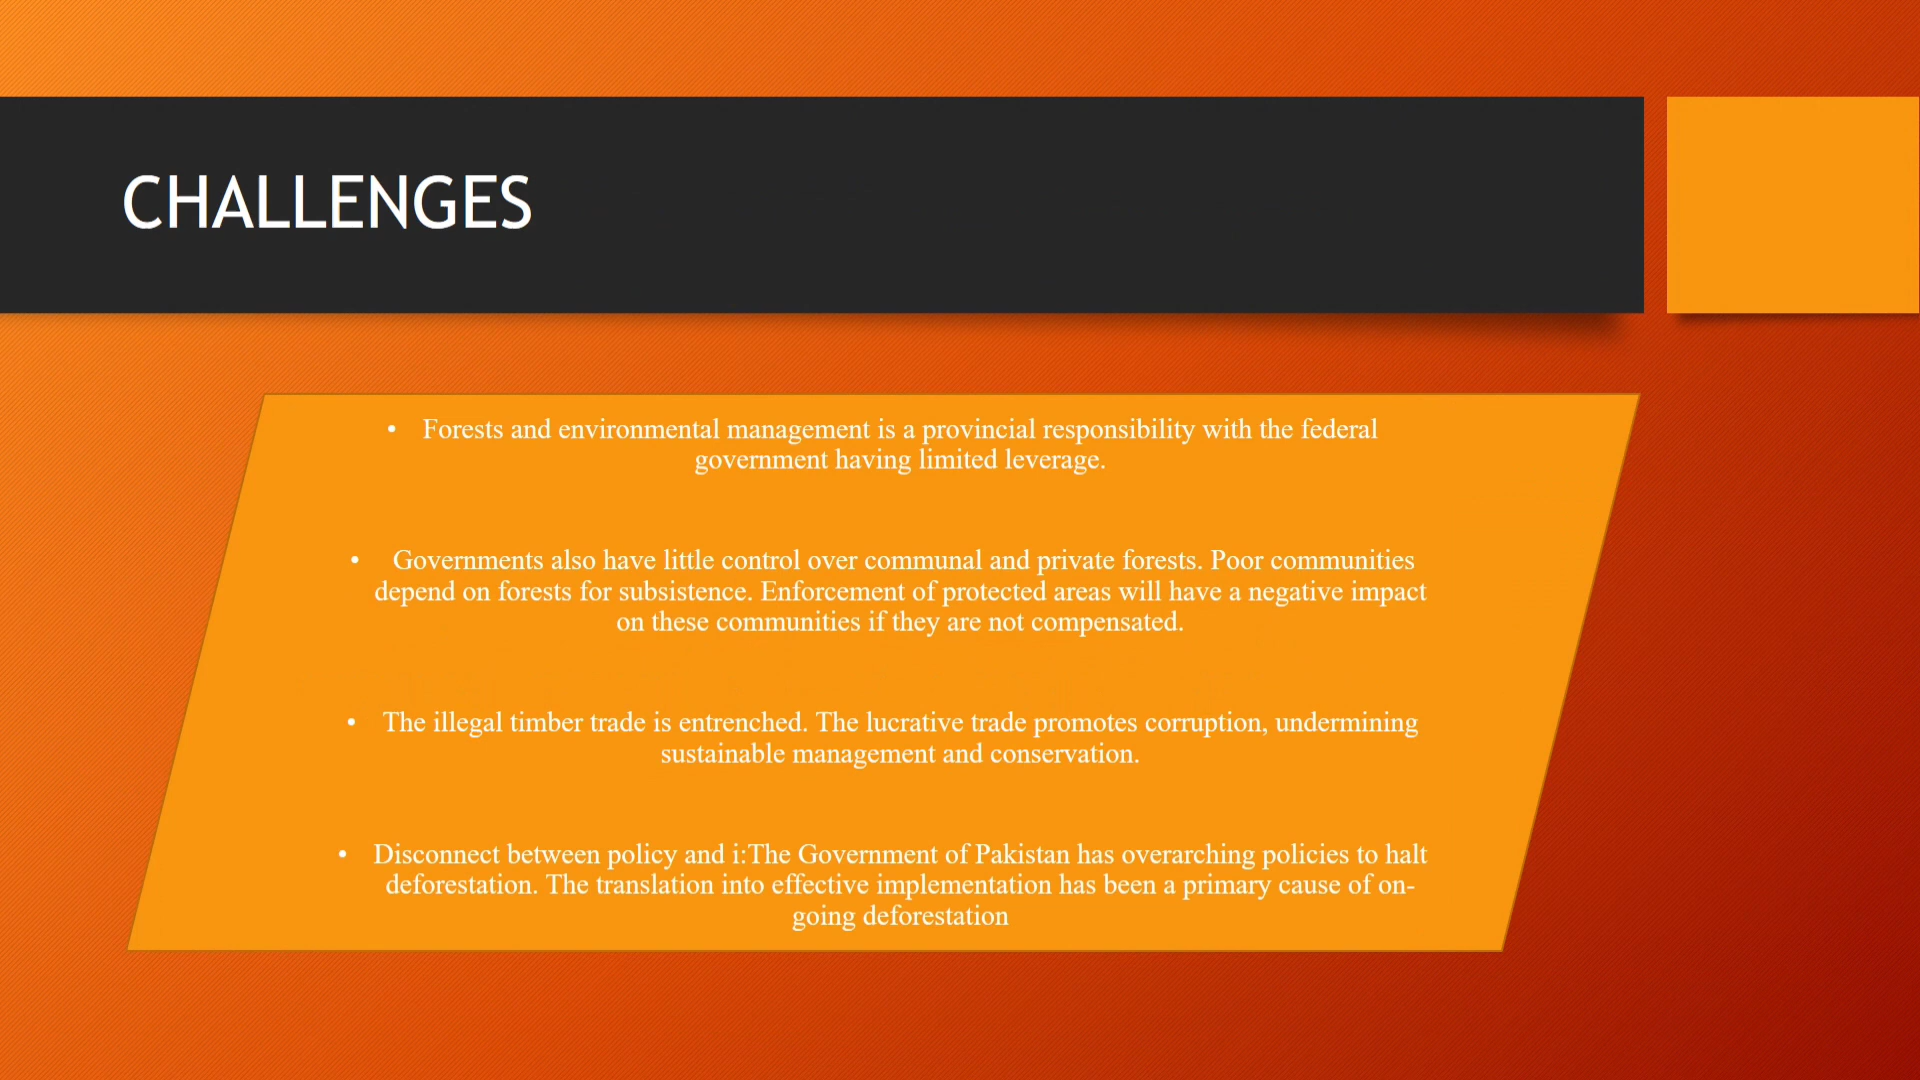 CHALLENGES
• Forests and environmental management is a provincial responsibility with the federal
government having limited leverage.
• Governments also have little control over communal and private forests. Poor communities
depend on forests for subsistence. Enforcement of protected areas will have a negative impact
on these communities if they are not compensated.
• The illegal timber trade is entrenched. The lucrative trade promotes corruption, undermining
sustainable management and conservation.
• Disconnect between policy and i:The Government of Pakistan has overarching policies to halt
deforestation. The translation into effective implementation has been a primary cause of on-
going deforestation